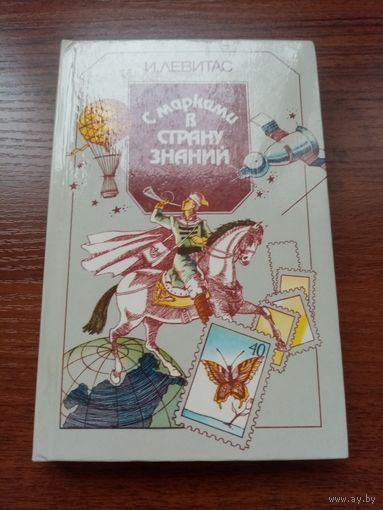 И. ЛЕВИТАС
С марками
В
СТРАНУ
ЗНАНИЙ
40
www.ay.by